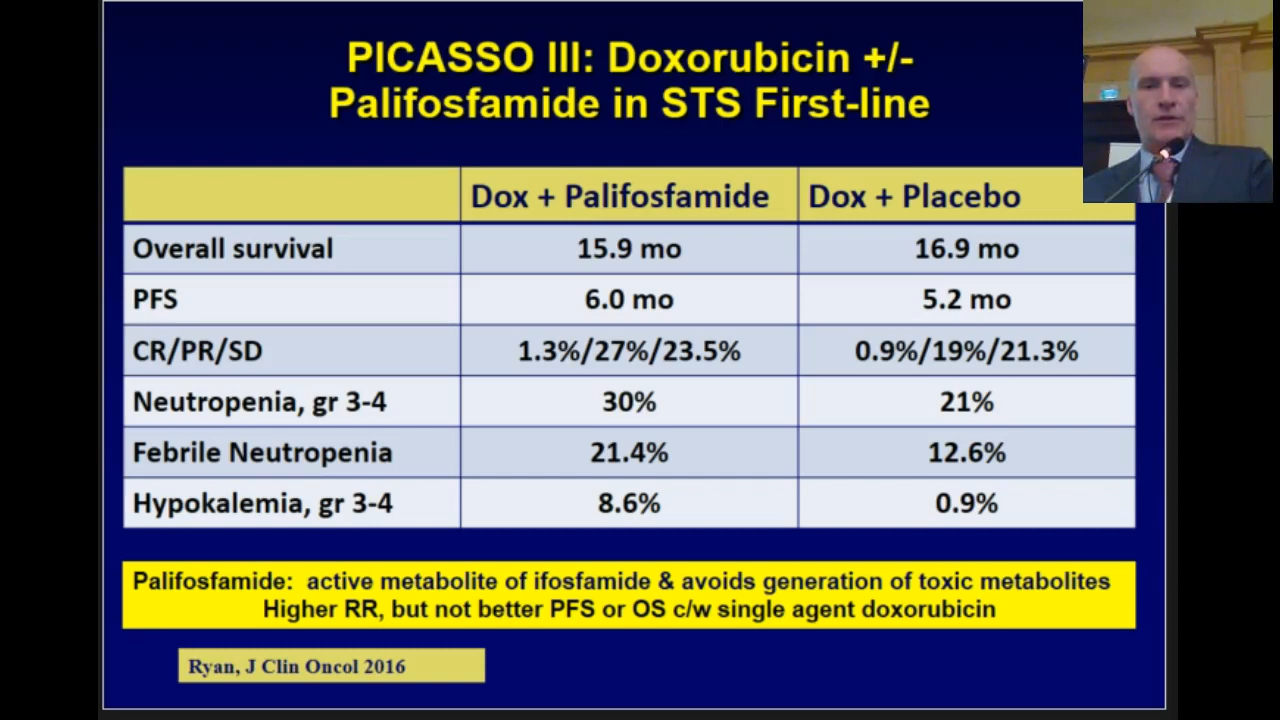 PICASSO III: Doxorubicin +/-
Palifosfamide in STS First-line
Dox + Palifosfamide Dox + Placebo
Overall survival 15.9 mo 16.9 mo
PFS 6.0 mo 5.2 mo
CR/PR/SD 1.3%/27%/23.5% 0.9%/19%/21.3%
Neutropenia, gr 3-4 30% 21%
Febrile Neutropenia 21.4% 12.6%
Hypokalemia, gr 3-4 8.6% 0.9%
Palifosfamide: active metabolite of ifosfamide & avoids generation of toxic metabolites
Higher RR, but not better PFS or OS c/w single agent doxorubicin
Ryan, J Clin Oncol 2016